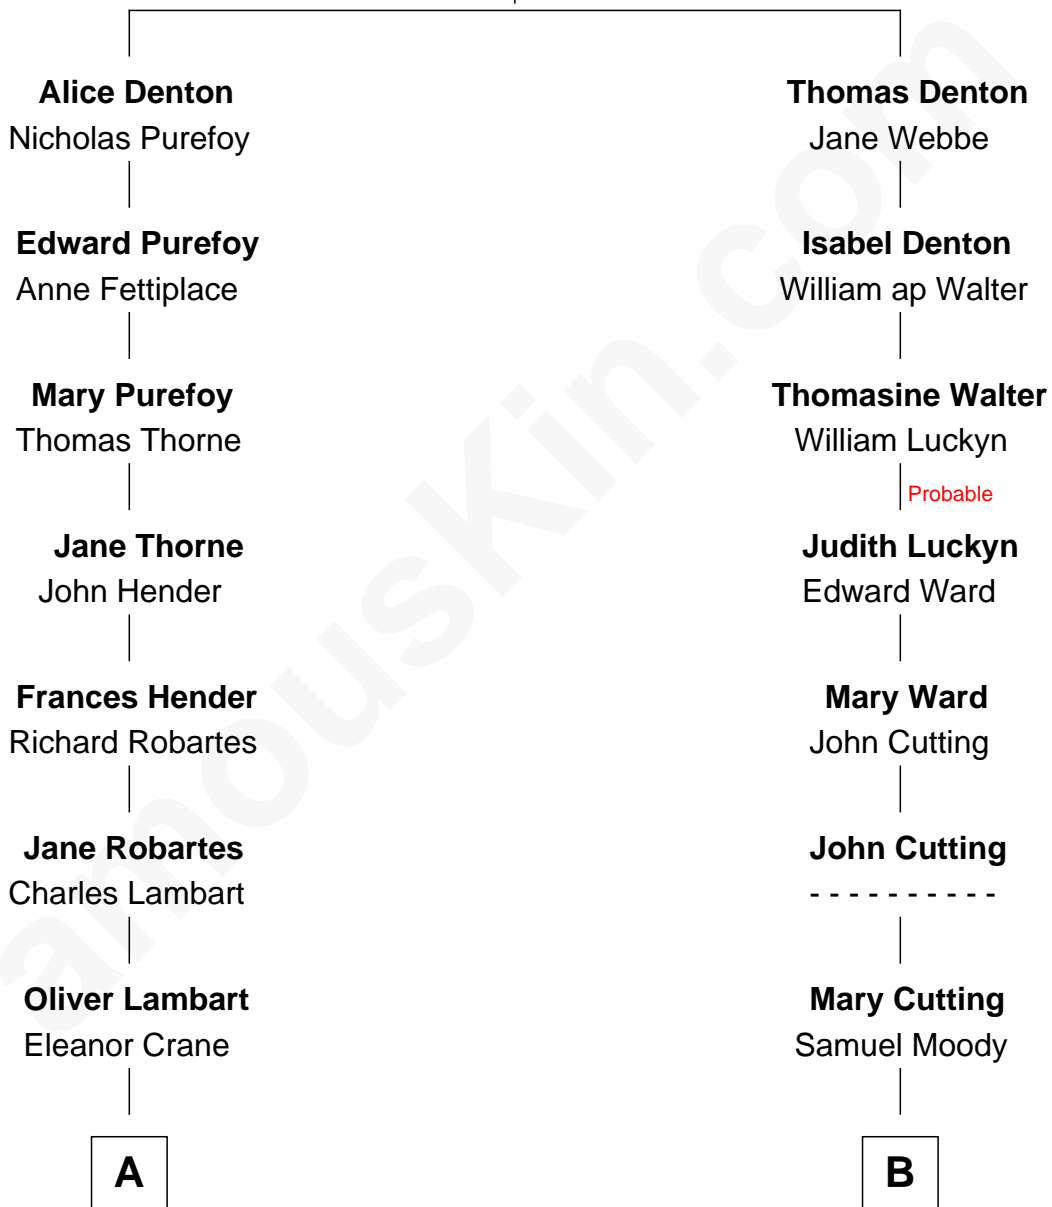 Alice Denton
Nicholas Purefoy
Edward Purefoy
Anne Fettiplace
Mary Purefoy
Thomas Thorne
Jane Thorne
John Hender
Frances Hender
Richard Robartes
Jane Robartes
Charles Lambart
Oliver Lambart
Eleanor Crane
A
Thomas Denton
Jane Webbe
Isabel Denton
William ap Walter
Thomasine Walter
William Luckyn
Probable
Judith Luckyn
Edward Ward
Mary Ward
John Cutting
John Cutting
- - - - - - - - - -
Mary Cutting
Samuel Moody
B
amouskin.com